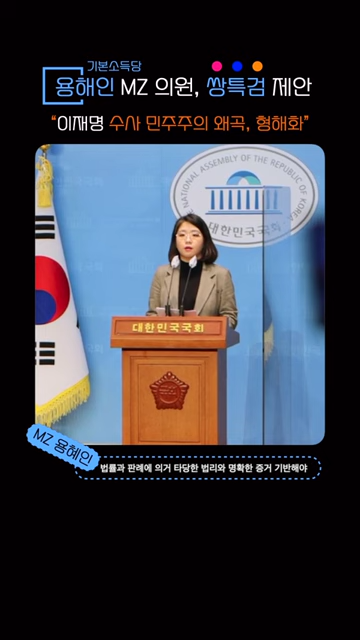 기본소득당
용해인 MZ 의원, 쌍특검 제안
“이재명 수사 민주주의 왜곡, 형해화”
NATIONAL ASSEMBLY OF THE REPUBLIC OF KOREA
대한민국국회
대한민국국회
MZ 용혜인
법률과 판례에 의거 타당한 법리와 명확한 증거 기반해야